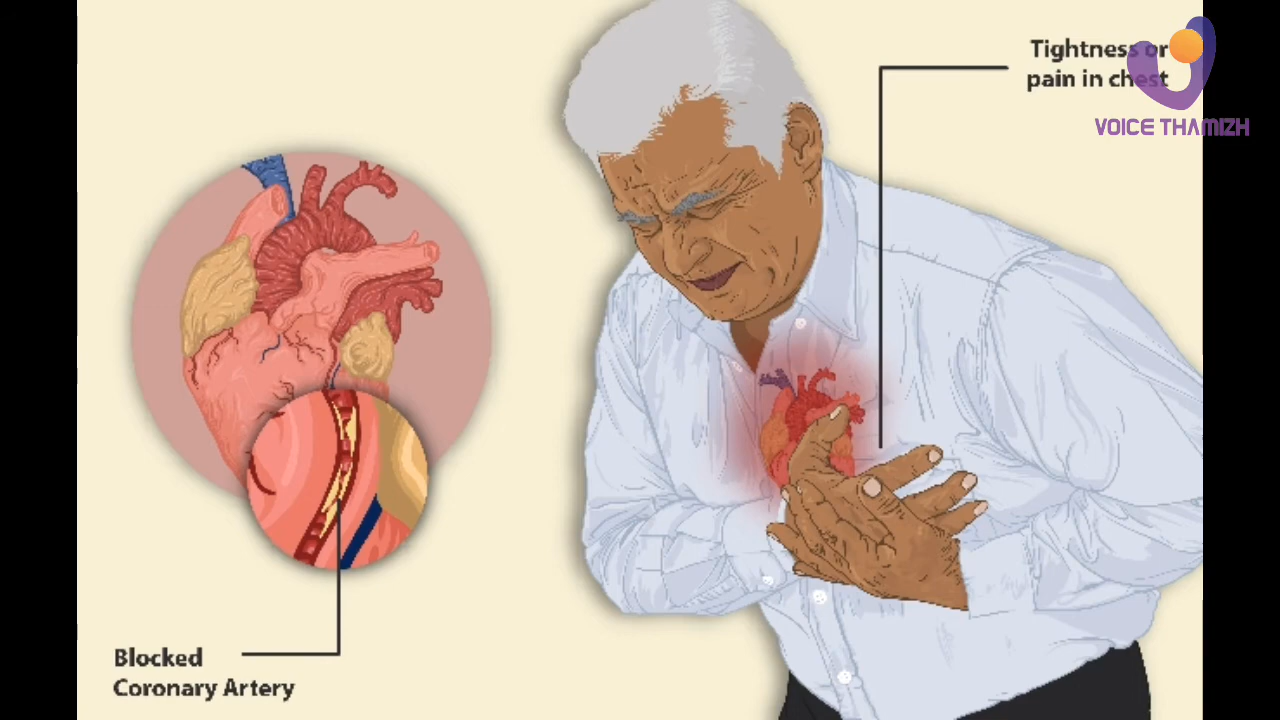 Tightness or
pain in chest
VOICE THAMIZH
Blocked
Coronary Artery